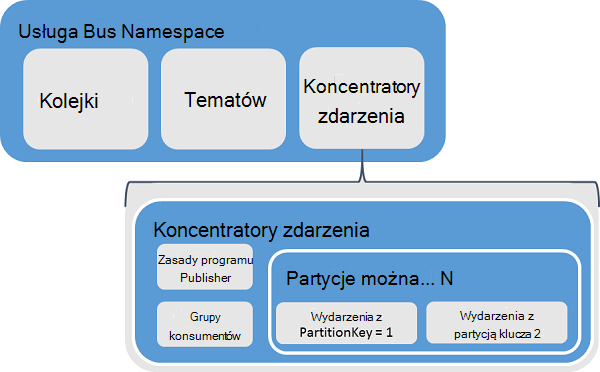 Usługa Bus Namespace
Kolejki
Tematów
Koncentratory
zdarzenia
Koncentratory zdarzenia
Zasady programu
Publisher
Grupy
konsumentów
Partycje można... N
Wydarzenia z
PartitionKey = 1
Wydarzenia z
partycją klucza 2